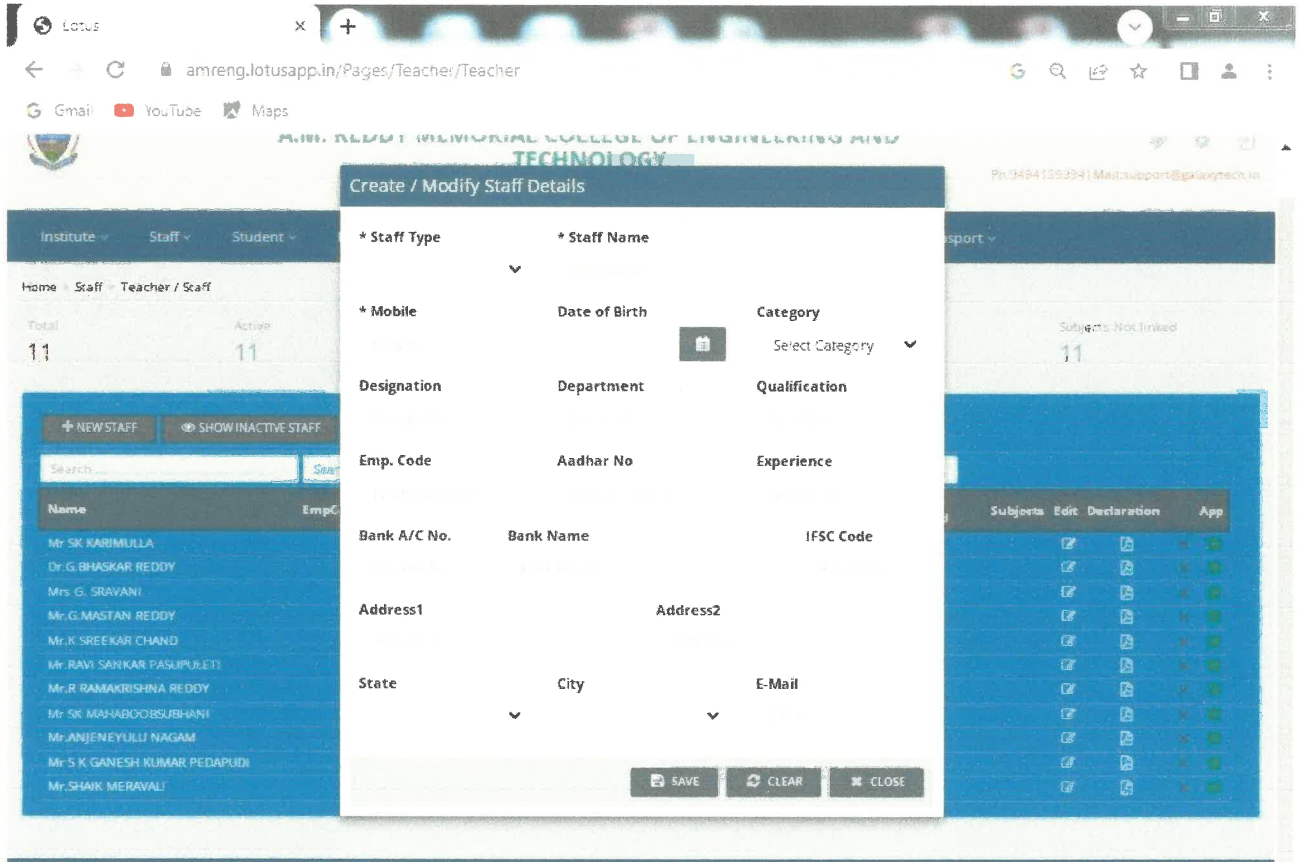 Lotus
amreng.lotusapp.in/Pages/Teacher/Teacher
Gmail YouTube Maps
A.M. REDDY MEMORIAL COLLEGE OF ENGINEERING AND
TECHNOLOGY
Create / Modify Staff Details
Institute Staff Student
Home Staff Teacher / Staff
Total Active Subjects Not linked
11 11 11
+ NEW STAFF SHOW INACTIVE STAFF
Search ...
Name Subjects Edit Declaration App
Mr SK KARIMULLA
Dr.G.BHASKAR REDDY
Mrs G. SRAVANI
Mr.G.MASTAN REDDY
Mr.K SREEKAR CHAND
Mr.RAVI SANKAR PASUPULETI
Mr.R RAMAKRISHNA REDDY
Mr SK MAHABOOBSUBHANI
Mr.ANJENEYULU NAGAM
Mr S K GANESH KUMAR PEDAPUDI
Mr.SHAIK MERAVALI
* Staff Type * Staff Name
* Mobile Date of Birth Category
Select Category
Designation Department Qualification
Emp. Code Aadhar No Experience
Bank A/C No. Bank Name IFSC Code
Address1 Address2
State City E-Mail
SAVE CLEAR CLOSE